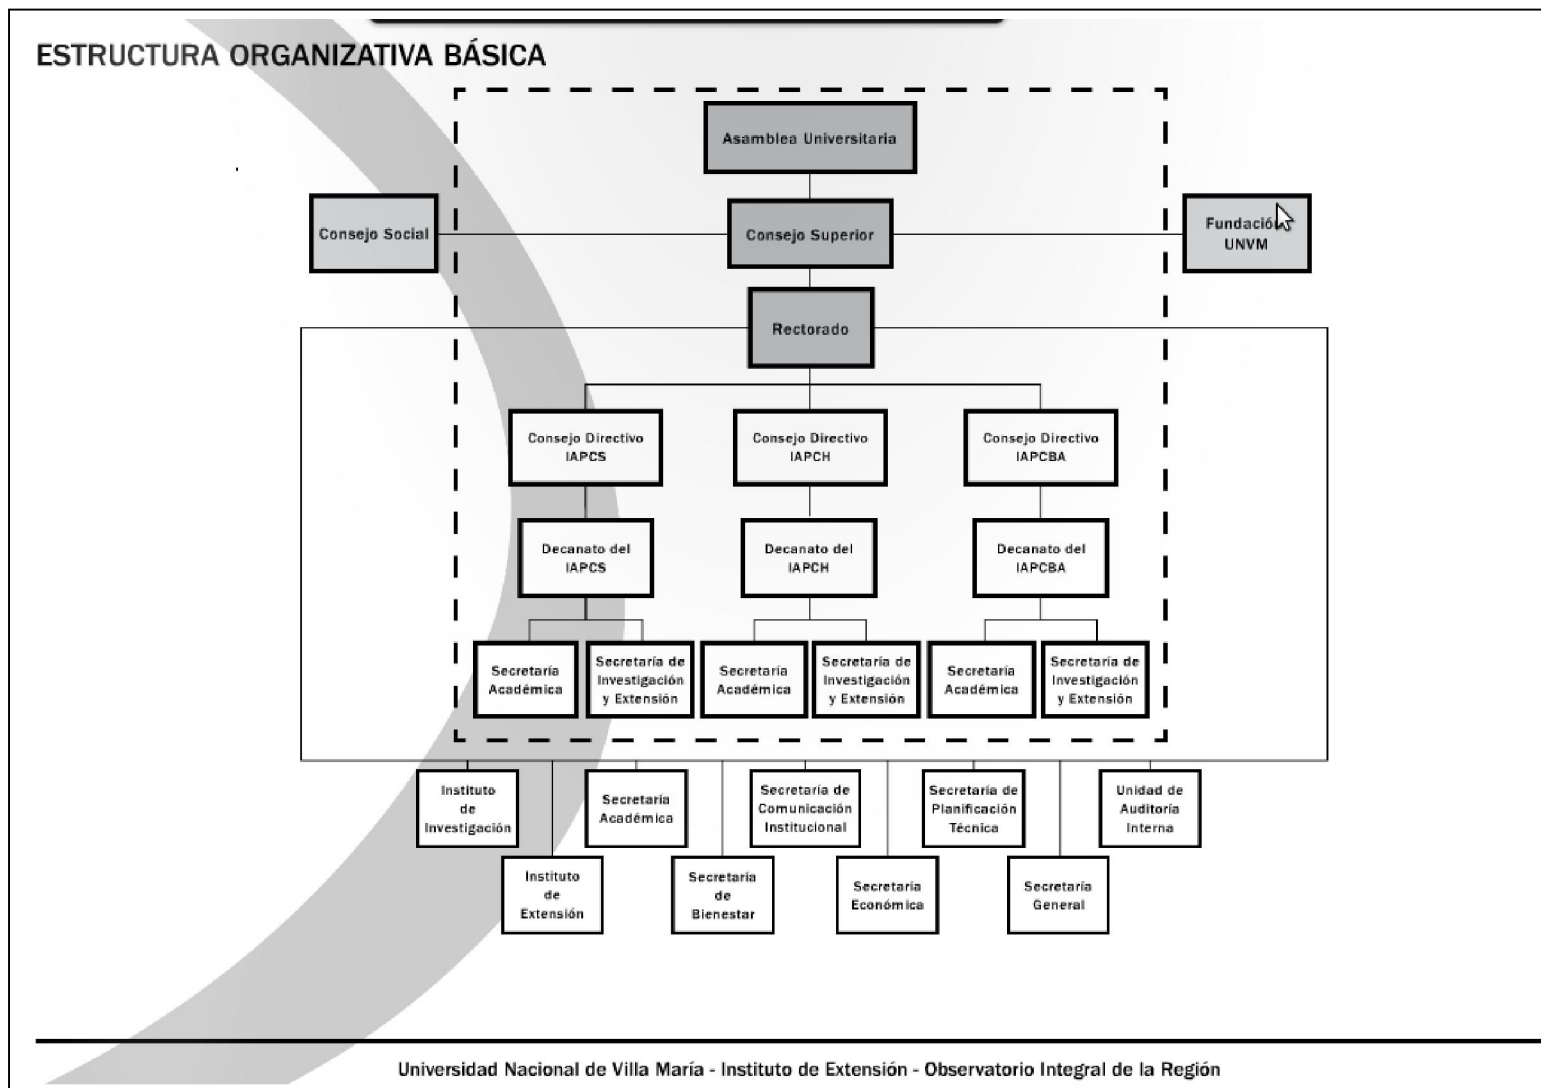 ESTRUCTURA ORGANIZATIVA BÁSICA
Asamblea Universitaria
Consejo Social
Consejo Superior
Fundación
UNVM
Rectorado
Consejo Directivo
IAPCS
Consejo Directivo
IAPCH
Consejo Directivo
IAPCBA
Decanato del
IAPCS
Decanato del
IAPCH
Decanato del
IAPCBA
Secretaría
Académica
Secretaría de
Investigación
y Extensión
Secretaría
Académica
Secretaría de
Investigación
y Extensión
Secretaría
Académica
Secretaría de
Investigación
y Extensión
Instituto
de
Investigación
Secretaría
Académica
Secretaría de
Comunicación
Institucional
Secretaría de
Planificación
Técnica
Unidad de
Auditoría
Interna
Instituto
de
Extensión
Secretaría
de
Bienestar
Secretaría
Económica
Secretaría
General
Universidad Nacional de Villa María - Instituto de Extensión - Observatorio Integral de la Región